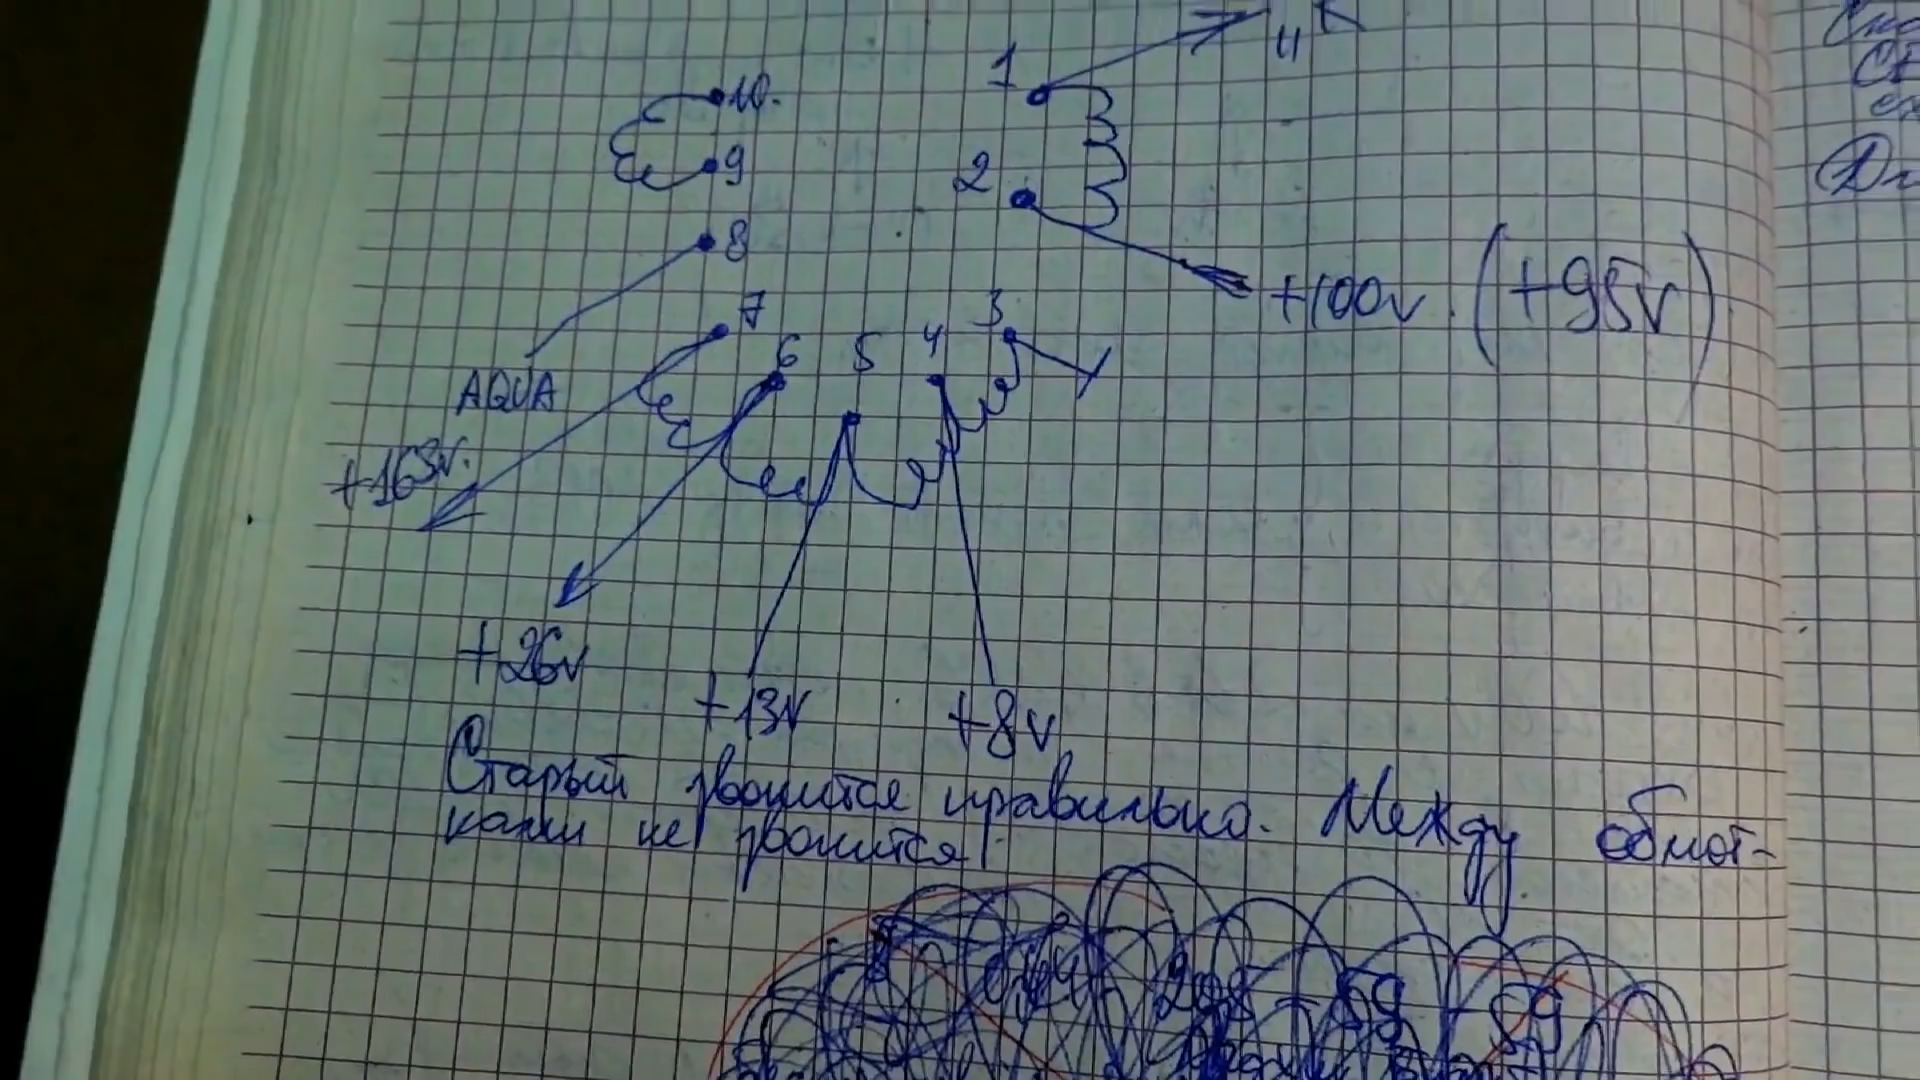 1
"К
10.
9
2
8
+100v. (+95v)
7
6
5
4
3
AQUA
+165v.
+26v
+13v
+8v
Старый звонится правильно. Между обмот-
ками не звонится!